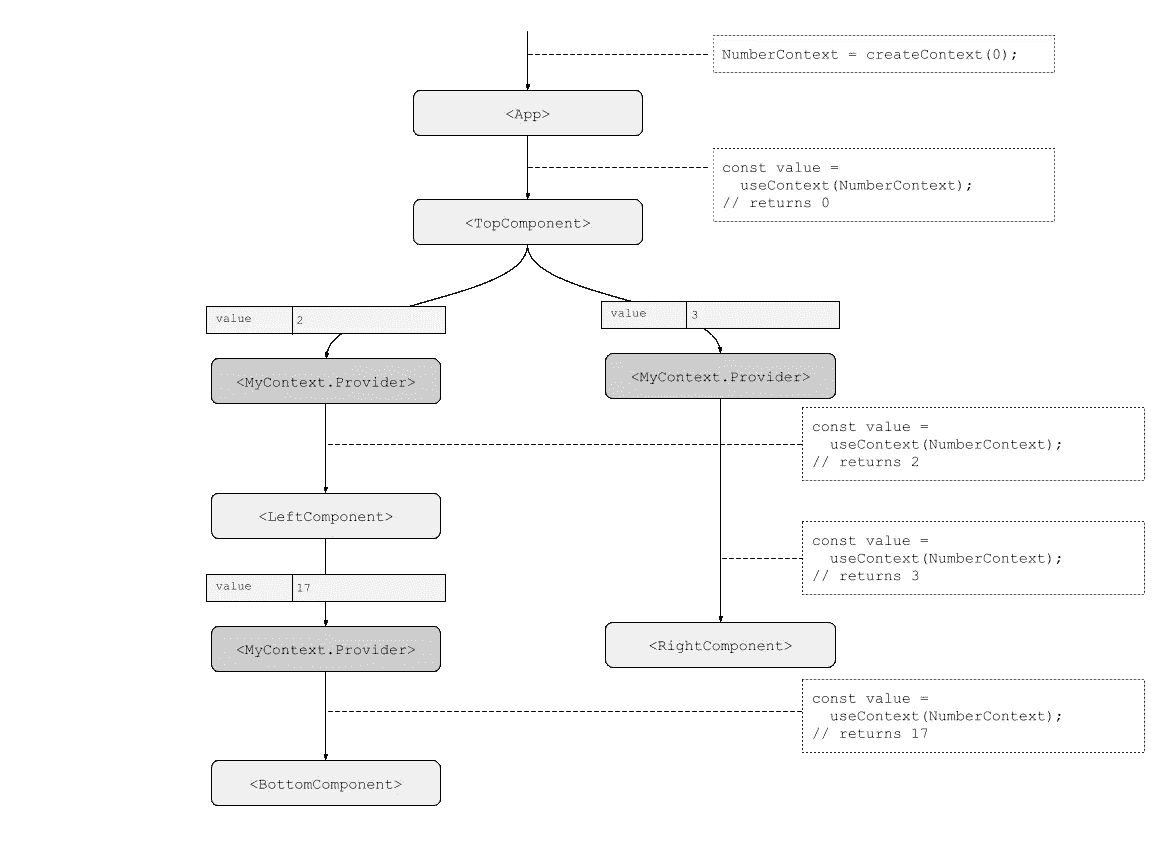 NumberContext = createContext(0);
<App>
const value =
useContext(NumberContext);
// returns 0
<TopComponent>
value 2
value 3
<MyContext.Provider>
<MyContext.Provider>
const value =
useContext(NumberContext);
// returns 2
<LeftComponent>
const value =
useContext(NumberContext);
// returns 3
value 17
<MyContext.Provider>
<RightComponent>
const value =
useContext(NumberContext);
// returns 17
<BottomComponent>